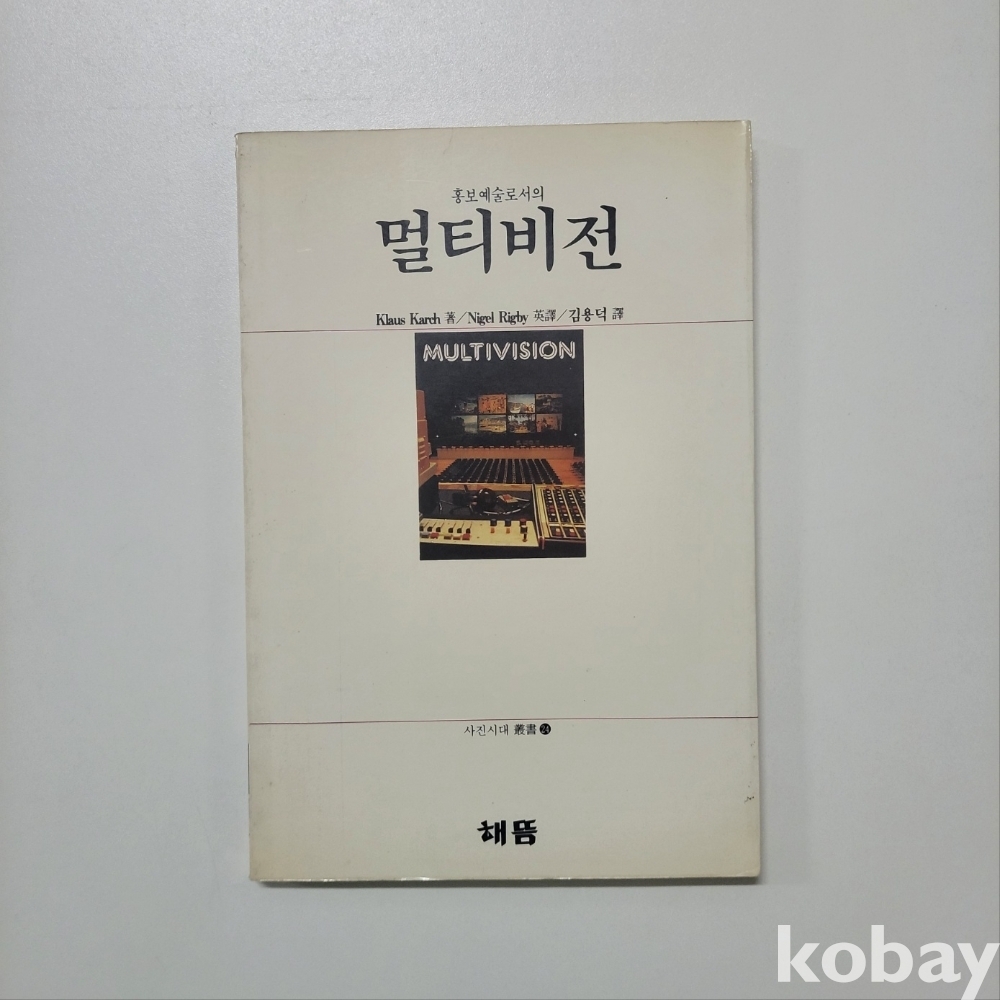 홍보예술로서의
멀티비전
Klaus Karch 著/Nigel Rigby 英譯/김용덕 譯
MULTIVISION
사진시대 叢書 24
해뜸
kobay